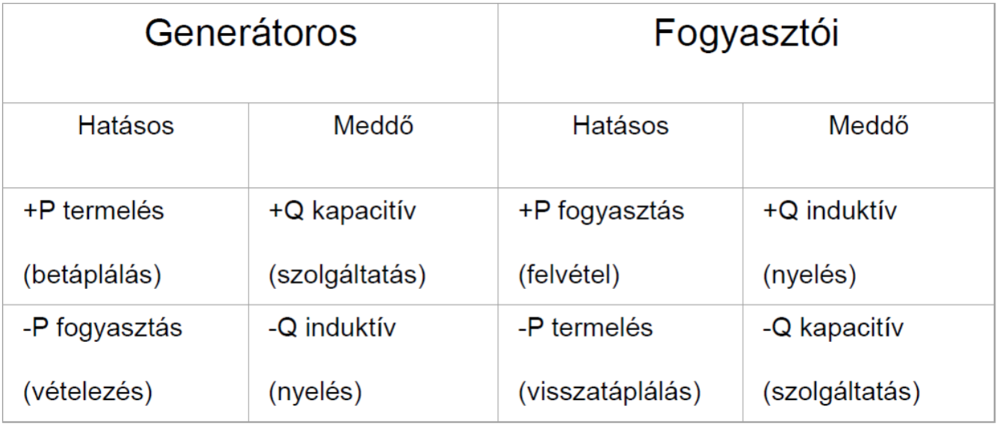 Generátoros Fogyasztói
Hatásos Meddő Hatásos Meddő
+P termelés +Q kapacitív +P fogyasztás +Q induktív
(betáplálás) (szolgáltatás) (felvétel) (nyelés)
-P fogyasztás -Q induktív -P termelés -Q kapacitív
(vételezés) (nyelés) (visszatáplálás) (szolgáltatás)